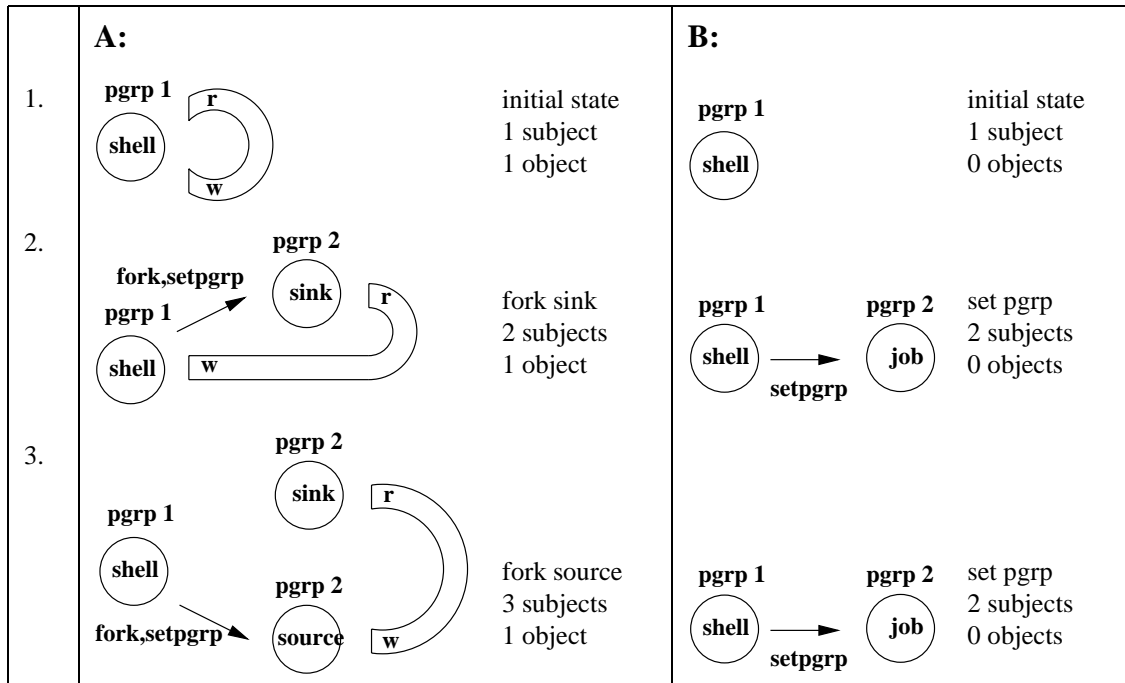 A:
B:
1.
pgrp 1
r
shell
w
initial state
1 subject
1 object
pgrp 1
shell
initial state
1 subject
0 objects
2.
pgrp 2
fork,setpgrp
sink
r
pgrp 1
shell
w
fork sink
2 subjects
1 object
pgrp 1
shell
setpgrp
pgrp 2
job
set pgrp
2 subjects
0 objects
3.
pgrp 2
sink
r
pgrp 1
shell
fork,setpgrp
pgrp 2
source
w
fork source
3 subjects
1 object
pgrp 1
shell
setpgrp
pgrp 2
job
set pgrp
2 subjects
0 objects